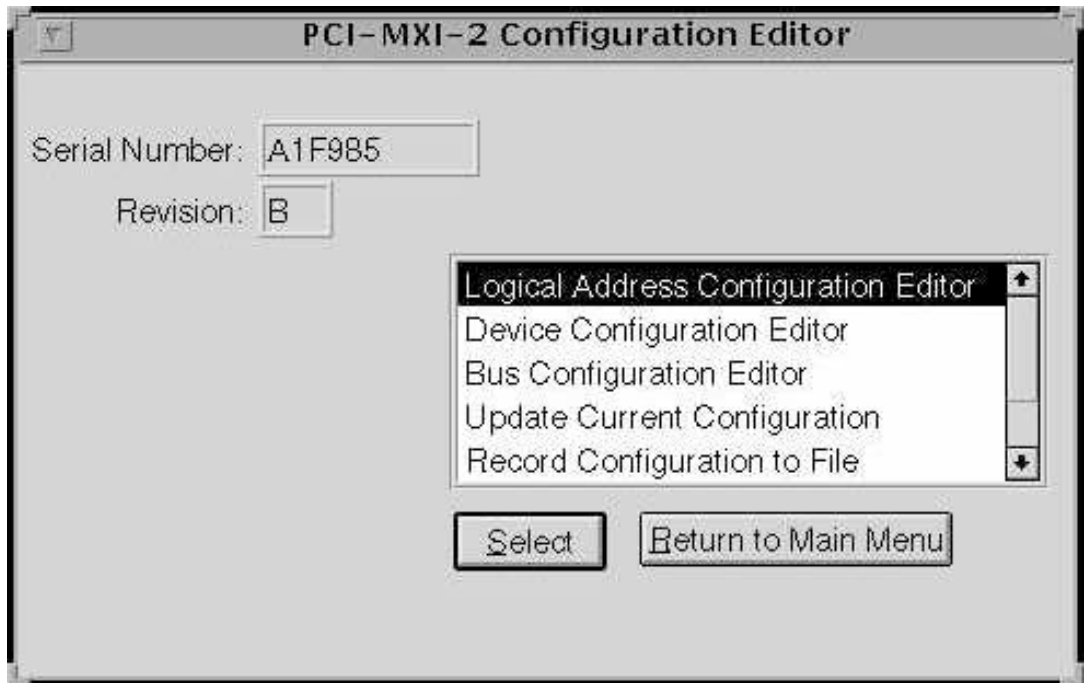 PCI-MXI-2 Configuration Editor
Serial Number: A1F985
Revision: B
Logical Address Configuration Editor
Device Configuration Editor
Bus Configuration Editor
Update Current Configuration
Record Configuration to File
Select Return to Main Menu